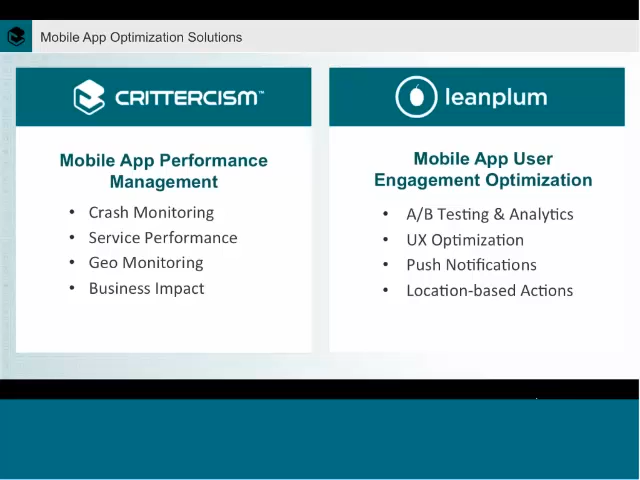 Mobile App Optimization Solutions
CRITTERCISM™
Mobile App Performance
Management
• Crash Monitoring
• Service Performance
• Geo Monitoring
• Business Impact
leanplum
Mobile App User
Engagement Optimization
• A/B Testing & Analytics
• UX Optimization
• Push Notifications
• Location-based Actions